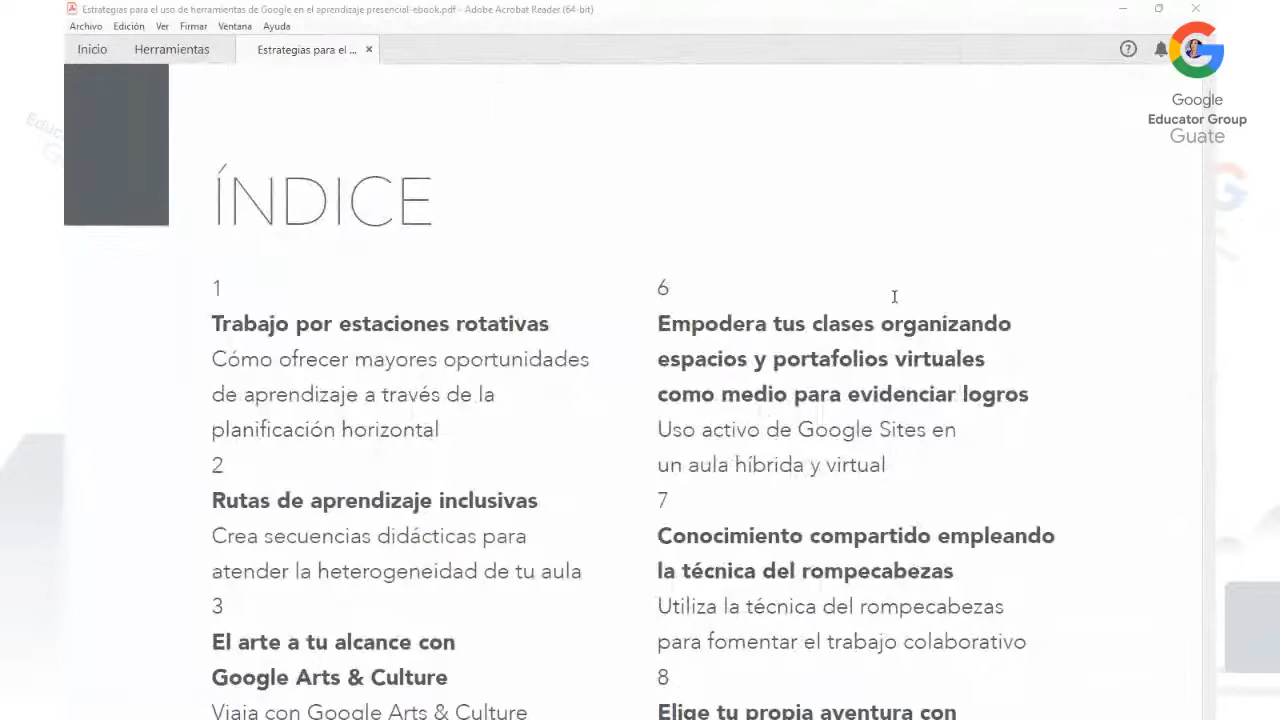 Estrategias para el uso de herramientas de Google en el aprendizaje presencial-ebook.pdf - Adobe Acrobat Reader (64-bit)
Archivo Edición Ver Firmar Ventana Ayuda
Inicio Herramientas Estrategias para el ... ×
Google
Educator Group
Guate
ÍNDICE
1
Trabajo por estaciones rotativas
Cómo ofrecer mayores oportunidades
de aprendizaje a través de la
planificación horizontal
2
Rutas de aprendizaje inclusivas
Crea secuencias didácticas para
atender la heterogeneidad de tu aula
3
El arte a tu alcance con
Google Arts & Culture
Viaja con Google Arts & Culture
6
Empodera tus clases organizando
espacios y portafolios virtuales
como medio para evidenciar logros
Uso activo de Google Sites en
un aula híbrida y virtual
7
Conocimiento compartido empleando
la técnica del rompecabezas
Utiliza la técnica del rompecabezas
para fomentar el trabajo colaborativo
8
Elige tu propia aventura con